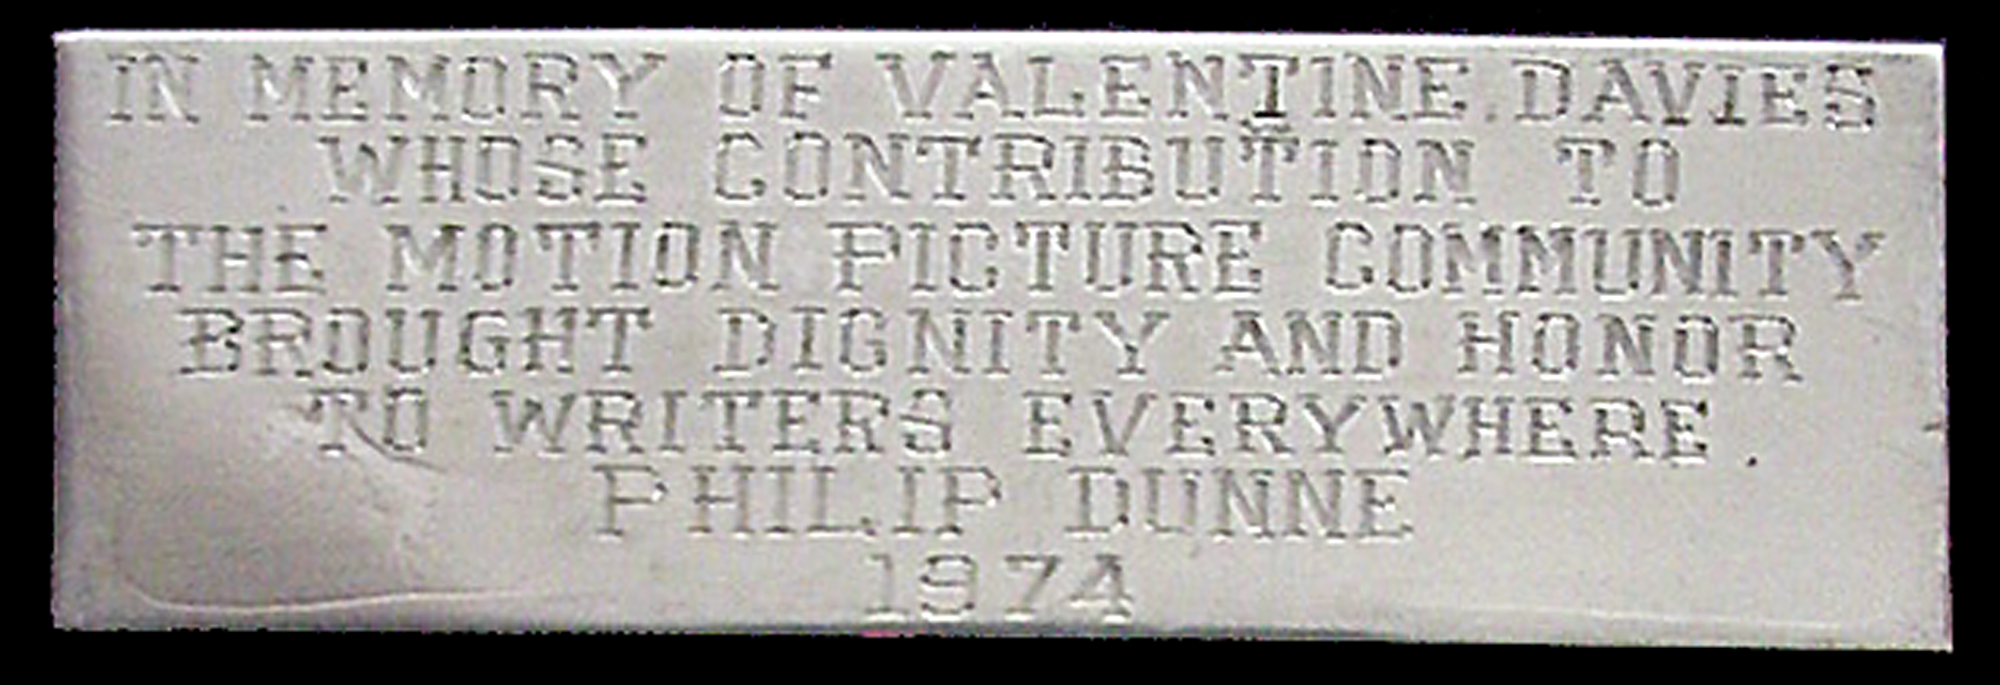 IN MEMORY OF VALENTINE DAVIES
WHOSE CONTRIBUTION TO
THE MOTION PICTURE COMMUNITY
BROUGHT DIGNITY AND HONOR
TO WRITERS EVERYWHERE.
PHILIP DUNNE
1974